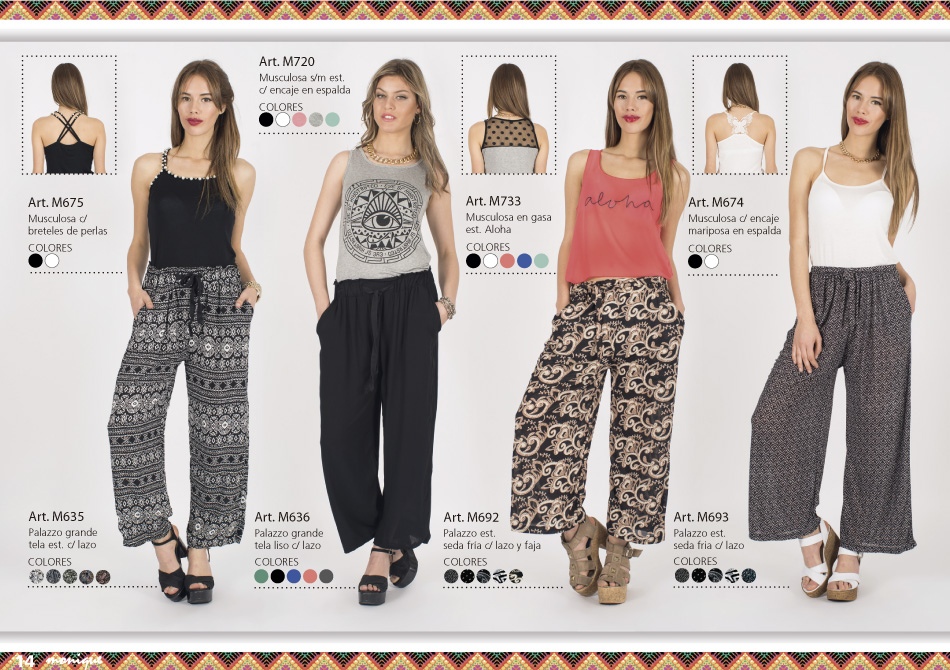 Art. M720
Musculosa s/m est.
c/ encaje en espalda
COLORES
Art. M675
Musculosa c/
breteles de perlas
COLORES
Art. M733
Musculosa en gasa
est. Aloha
COLORES
aloha
Art. M674
Musculosa c/ encaje
mariposa en espalda
COLORES
Art. M635
Palazzo grande
tela est. c/ lazo
COLORES
Art. M636
Palazzo grande
tela liso c/ lazo
COLORES
Art. M692
Palazzo est.
seda fria c/ lazo y faja
COLORES
Art. M693
Palazzo est.
seda fria c/ lazo
COLORES
14 monique